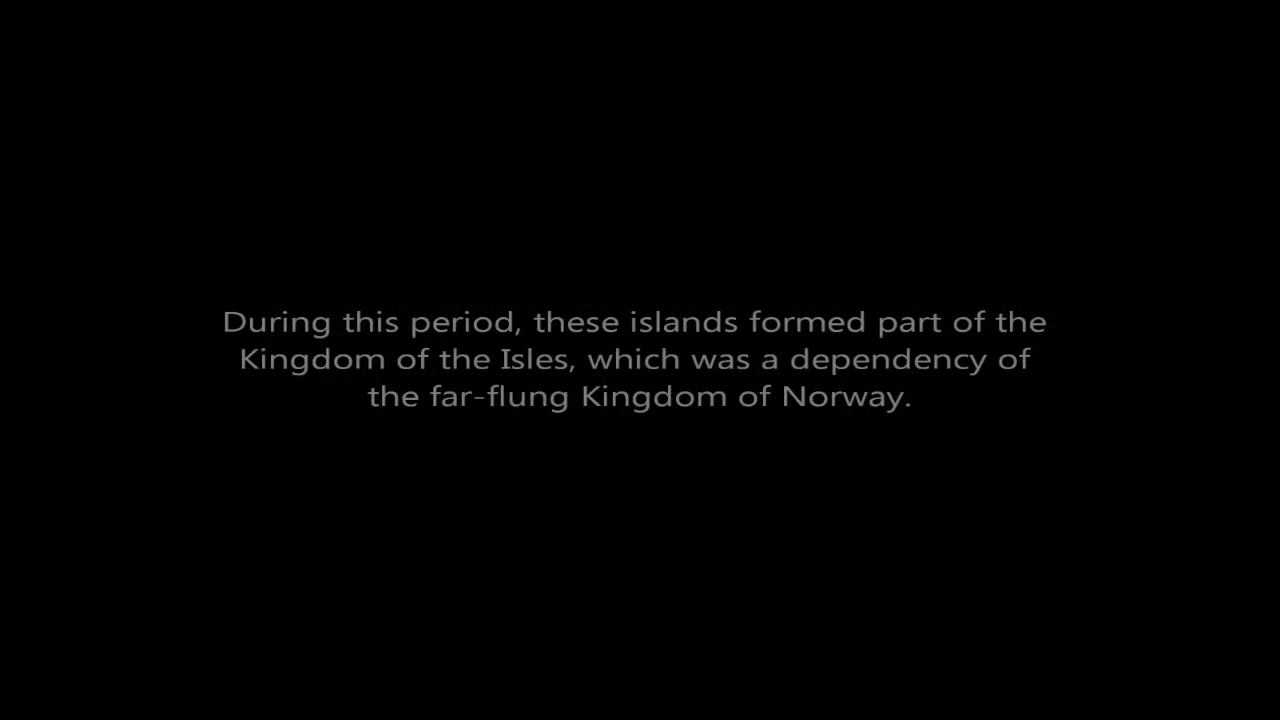 During this period, these islands formed part of the
Kingdom of the Isles, which was a dependency of
the far-flung Kingdom of Norway.